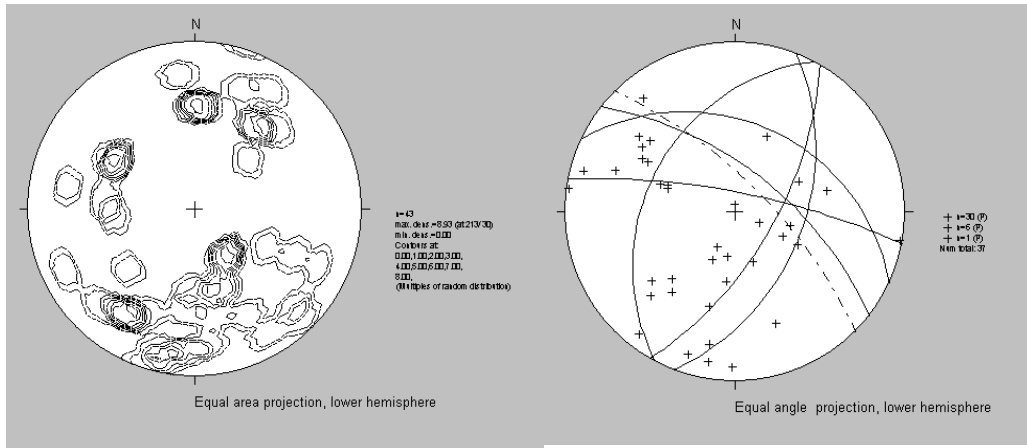 N
n=43
max. dens.=8.93 (at 213/30)
min. dens.=0.00
Contours at:
0.00,1.00,2.00,3.00,
4.00,5.00,6.00,7.00,
8.00,
(Multiples of random distribution)
Equal area projection, lower hemisphere
N
n=30 (P)
n=6 (P)
n=1 (P)
Num total: 37
Equal angle projection, lower hemisphere